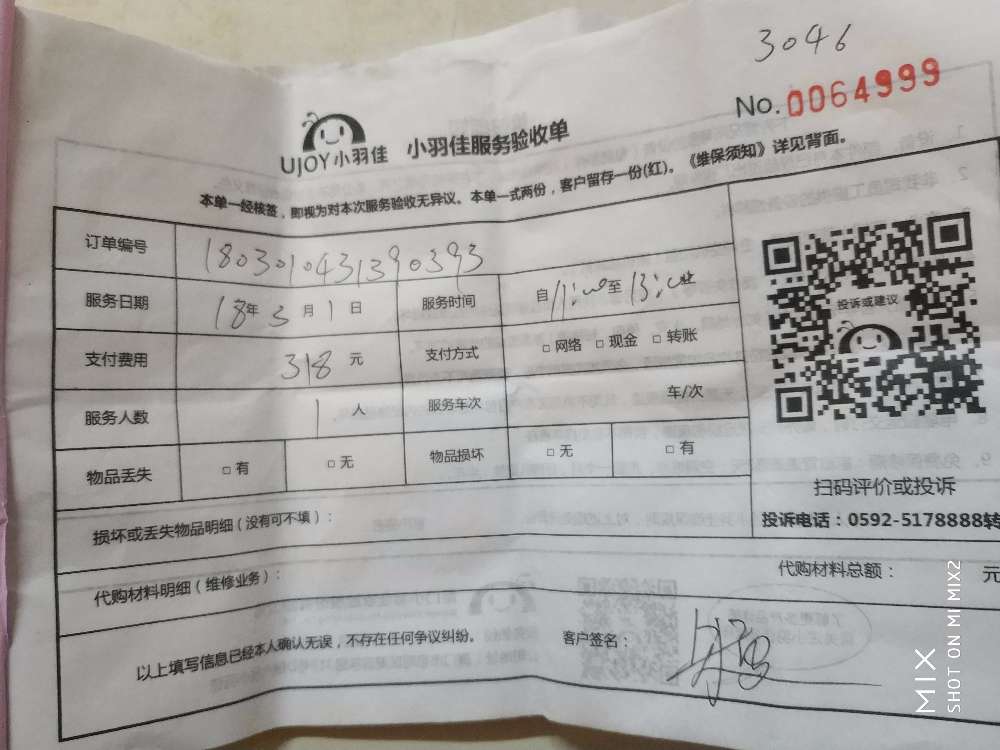 3046
No. 0064999
UJOY小羽佳 小羽佳服务验收单
本单一经核签，即视为对本次服务验收无异议。本单一式两份，客户留存一份(红)。《维保须知》详见背面。
订单编号 180301043139 0393
服务日期 18年 3月 1日 服务时间 自 11:00 至 13:00
支付费用 318 元 支付方式 □网络 □现金 □转账
服务人数 1 人 服务车次 车/次
物品丢失 □有 □无 物品损坏 □无 □有
投诉或建议
扫码评价或投诉
投诉电话：0592-5178888转
损坏或丢失物品明细（没有可不填）：
代购材料明细（维修业务）：
代购材料总额： 元
以上填写信息已经本人确认无误，不存在任何争议纠纷。 客户签名：
MIX
SHOT ON MI MIX2